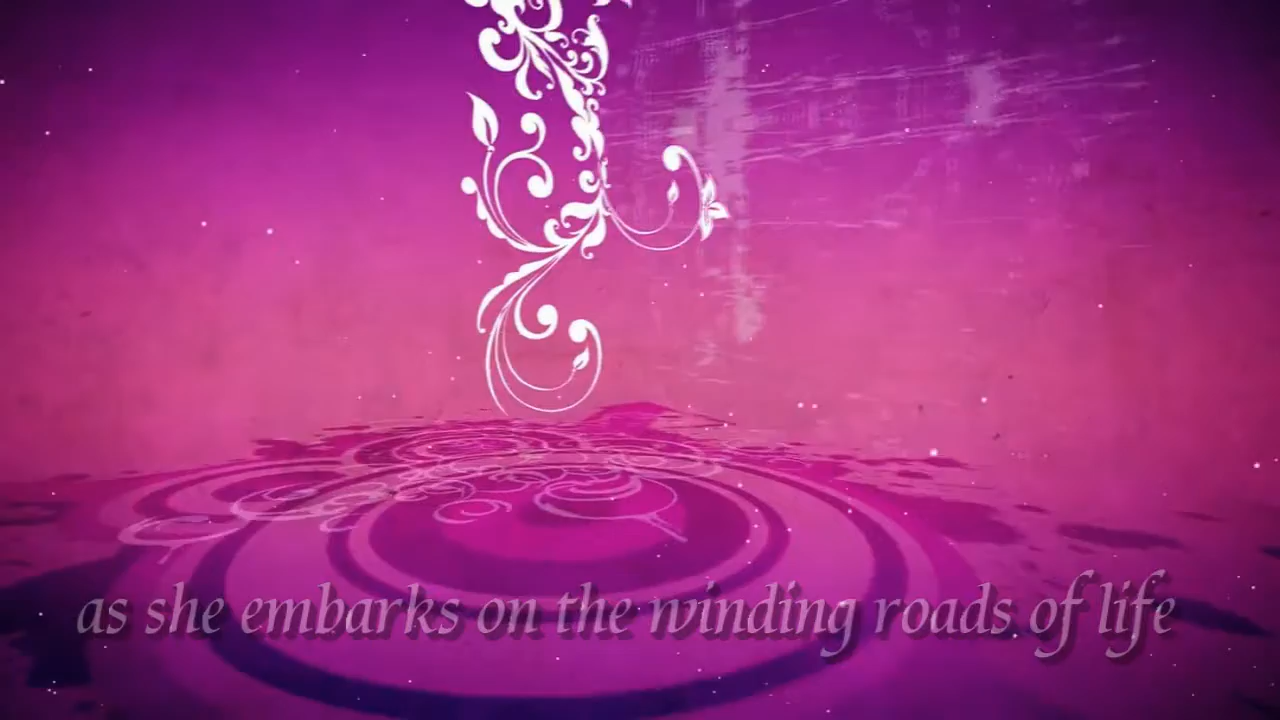 as she embarks on the winding roads of life